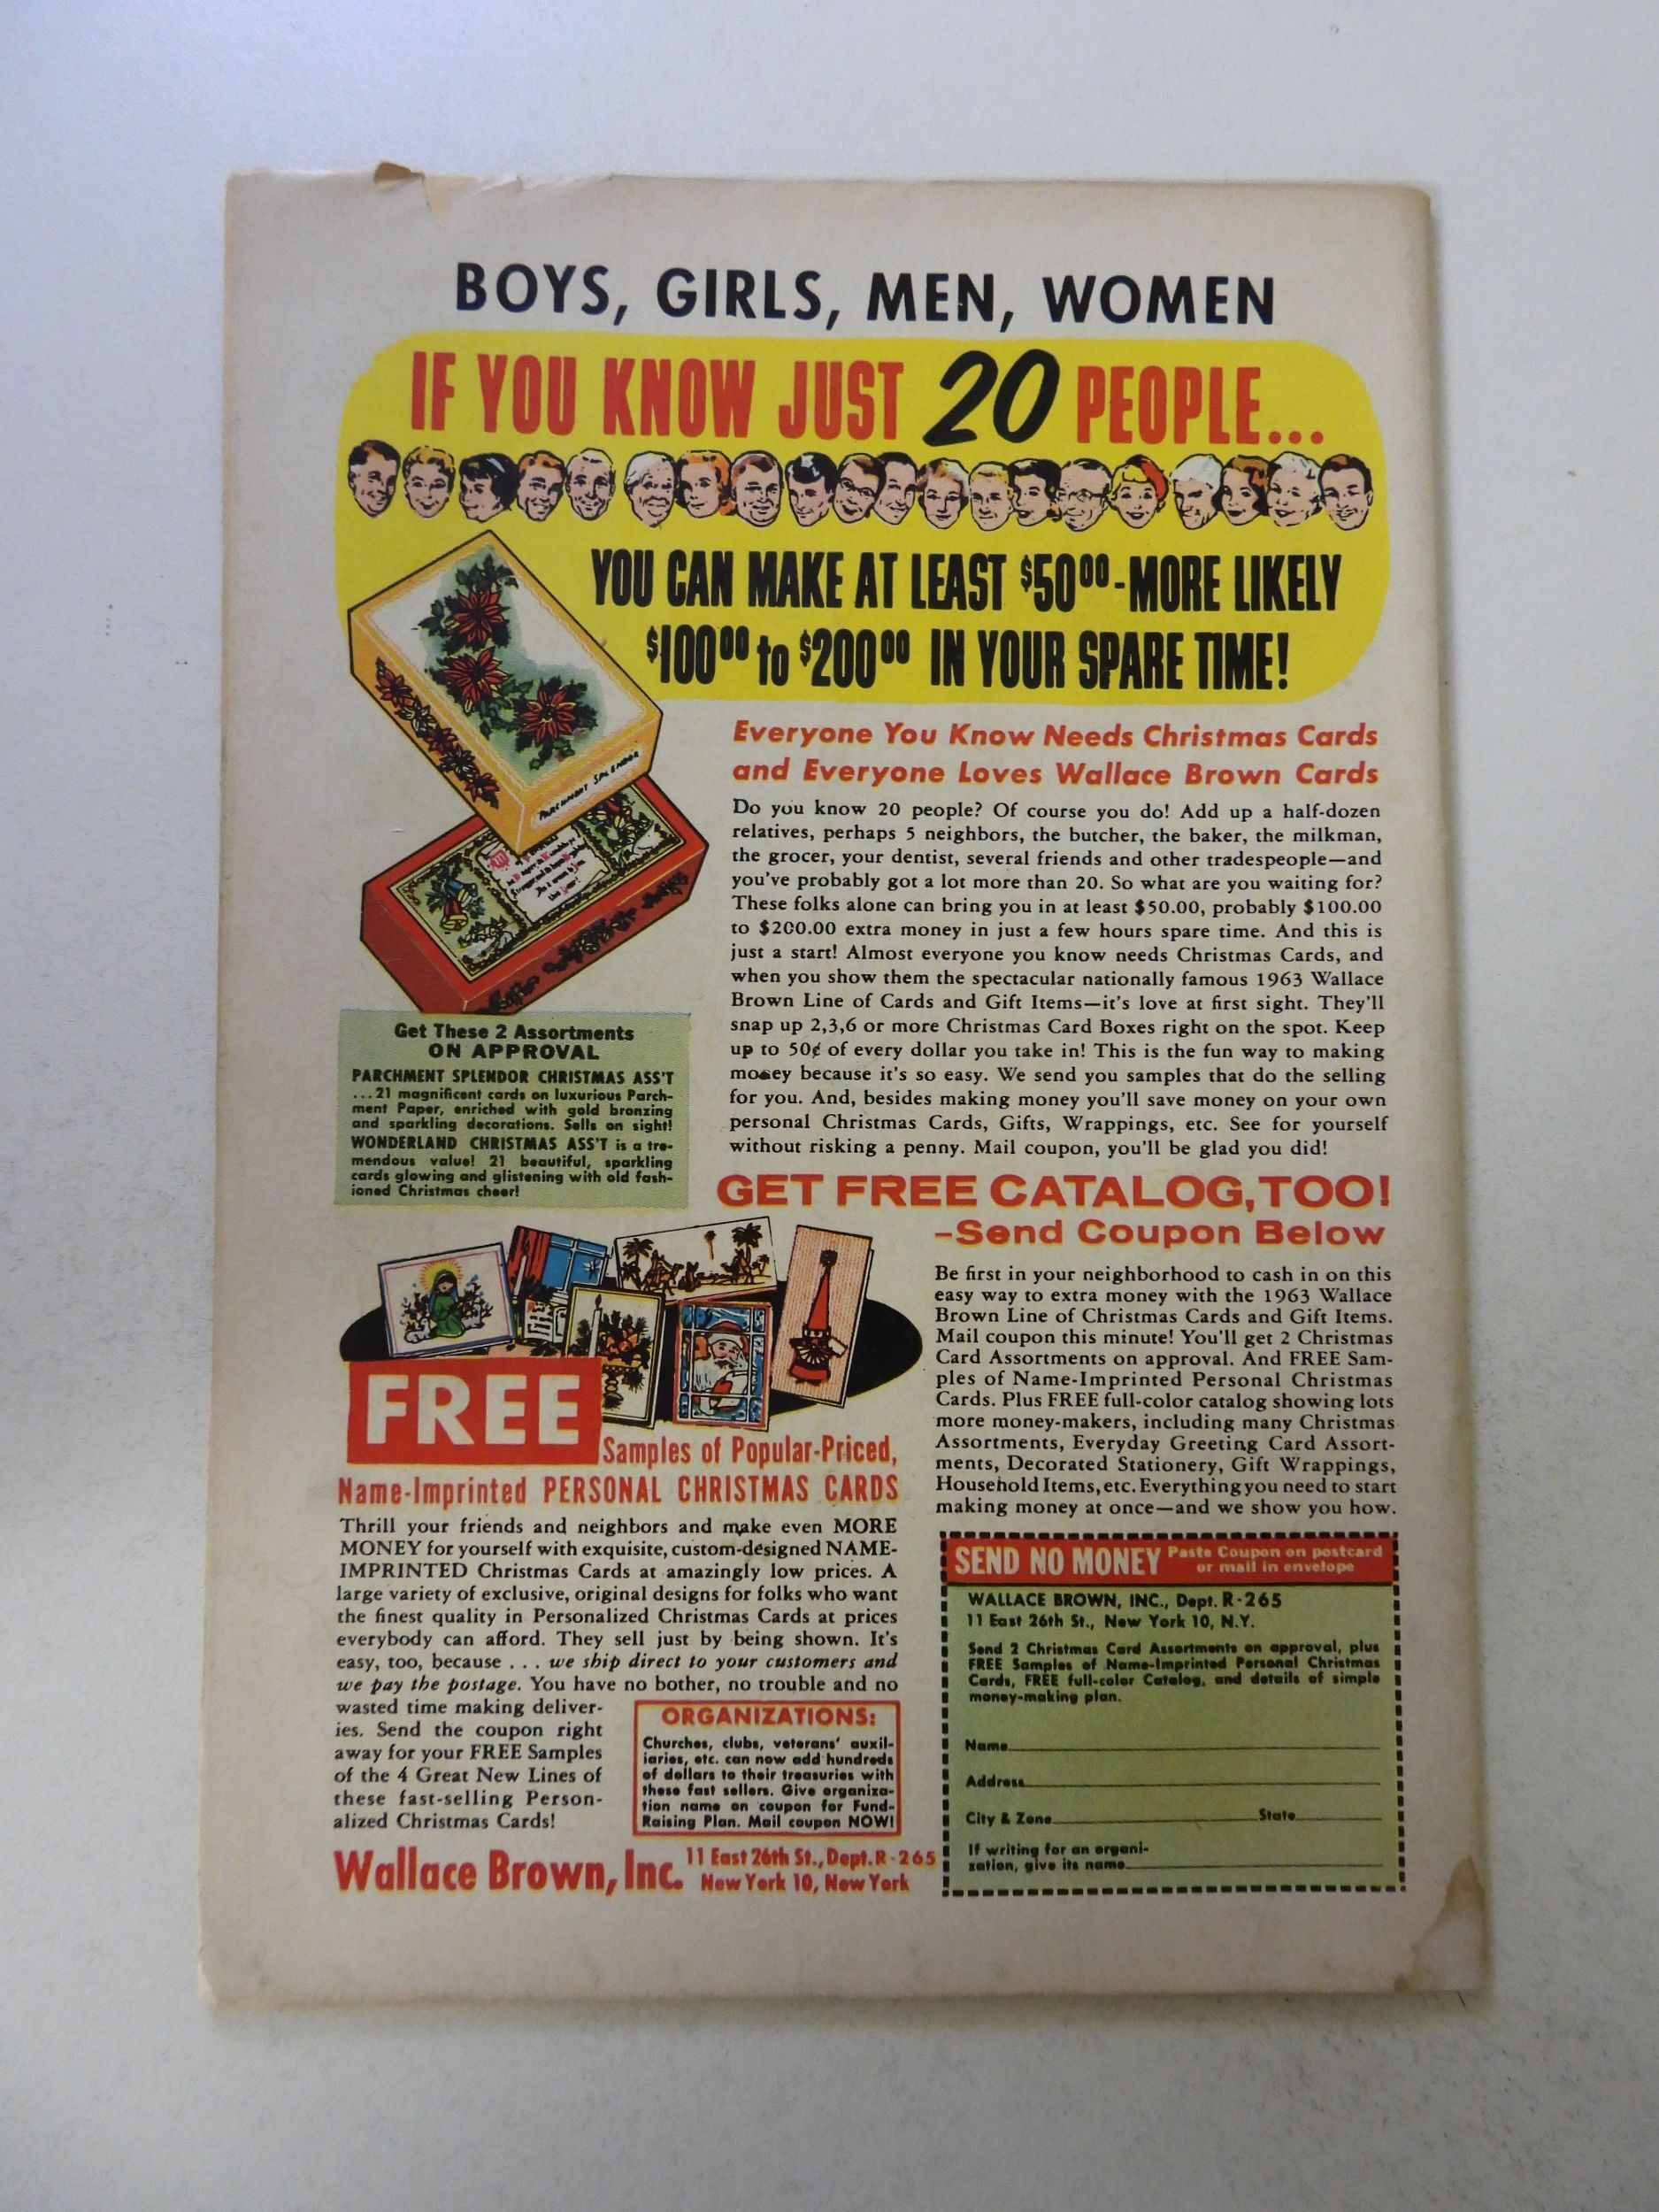 BOYS, GIRLS, MEN, WOMEN
IF YOU KNOW JUST 20 PEOPLE...
YOU CAN MAKE AT LEAST $50⁰⁰-MORE LIKELY
$100⁰⁰ to $200⁰⁰ IN YOUR SPARE TIME!
PARCHMENT SPLENDOR
Everyone You Know Needs Christmas Cards
and Everyone Loves Wallace Brown Cards
Do you know 20 people? Of course you do! Add up a half-dozen
relatives, perhaps 5 neighbors, the butcher, the baker, the milkman,
the grocer, your dentist, several friends and other tradespeople—and
you've probably got a lot more than 20. So what are you waiting for?
These folks alone can bring you in at least $50.00, probably $100.00
to $200.00 extra money in just a few hours spare time. And this is
just a start! Almost everyone you know needs Christmas Cards, and
when you show them the spectacular nationally famous 1963 Wallace
Brown Line of Cards and Gift Items—it's love at first sight. They'll
snap up 2,3,6 or more Christmas Card Boxes right on the spot. Keep
up to 50¢ of every dollar you take in! This is the fun way to making
money because it's so easy. We send you samples that do the selling
for you. And, besides making money you'll save money on your own
personal Christmas Cards, Gifts, Wrappings, etc. See for yourself
without risking a penny. Mail coupon, you'll be glad you did!
Get These 2 Assortments
ON APPROVAL
PARCHMENT SPLENDOR CHRISTMAS ASS'T
...21 magnificent cards on luxurious Parch-
ment Paper, enriched with gold bronzing
and sparkling decorations. Sells on sight!
WONDERLAND CHRISTMAS ASS'T is a tre-
mendous value! 21 beautiful, sparkling
cards glowing and glistening with old fash-
ioned Christmas cheer!
GET FREE CATALOG,TOO!
–Send Coupon Below
Be first in your neighborhood to cash in on this
easy way to extra money with the 1963 Wallace
Brown Line of Christmas Cards and Gift Items.
Mail coupon this minute! You'll get 2 Christmas
Card Assortments on approval. And FREE Sam-
ples of Name-Imprinted Personal Christmas
Cards. Plus FREE full-color catalog showing lots
more money-makers, including many Christmas
Assortments, Everyday Greeting Card Assort-
ments, Decorated Stationery, Gift Wrappings,
Household Items, etc. Everything you need to start
making money at once—and we show you how.
FREE
Samples of Popular-Priced,
Name-Imprinted PERSONAL CHRISTMAS CARDS
Thrill your friends and neighbors and make even MORE
MONEY for yourself with exquisite, custom-designed NAME-
IMPRINTED Christmas Cards at amazingly low prices. A
large variety of exclusive, original designs for folks who want
the finest quality in Personalized Christmas Cards at prices
everybody can afford. They sell just by being shown. It's
easy, too, because . . . we ship direct to your customers and
we pay the postage. You have no bother, no trouble and no
wasted time making deliver-
ies. Send the coupon right
away for your FREE Samples
of the 4 Great New Lines of
these fast-selling Person-
alized Christmas Cards!
ORGANIZATIONS:
Churches, clubs, veterans' auxil-
iaries, etc. can now add hundreds
of dollars to their treasuries with
these fast sellers. Give organiza-
tion name on coupon for Fund-
Raising Plan. Mail coupon NOW!
Wallace Brown, Inc. 11 East 26th St., Dept. R-265
New York 10, New York
SEND NO MONEY Paste Coupon on postcard
or mail in envelope
WALLACE BROWN, INC., Dept. R-265
11 East 26th St., New York 10, N.Y.
Send 2 Christmas Card Assortments on approval, plus
FREE Samples of Name-Imprinted Personal Christmas
Cards, FREE full-color Catalog, and details of simple
money-making plan.
Name
Address
City & Zone State
If writing for an organi-
zation, give its name